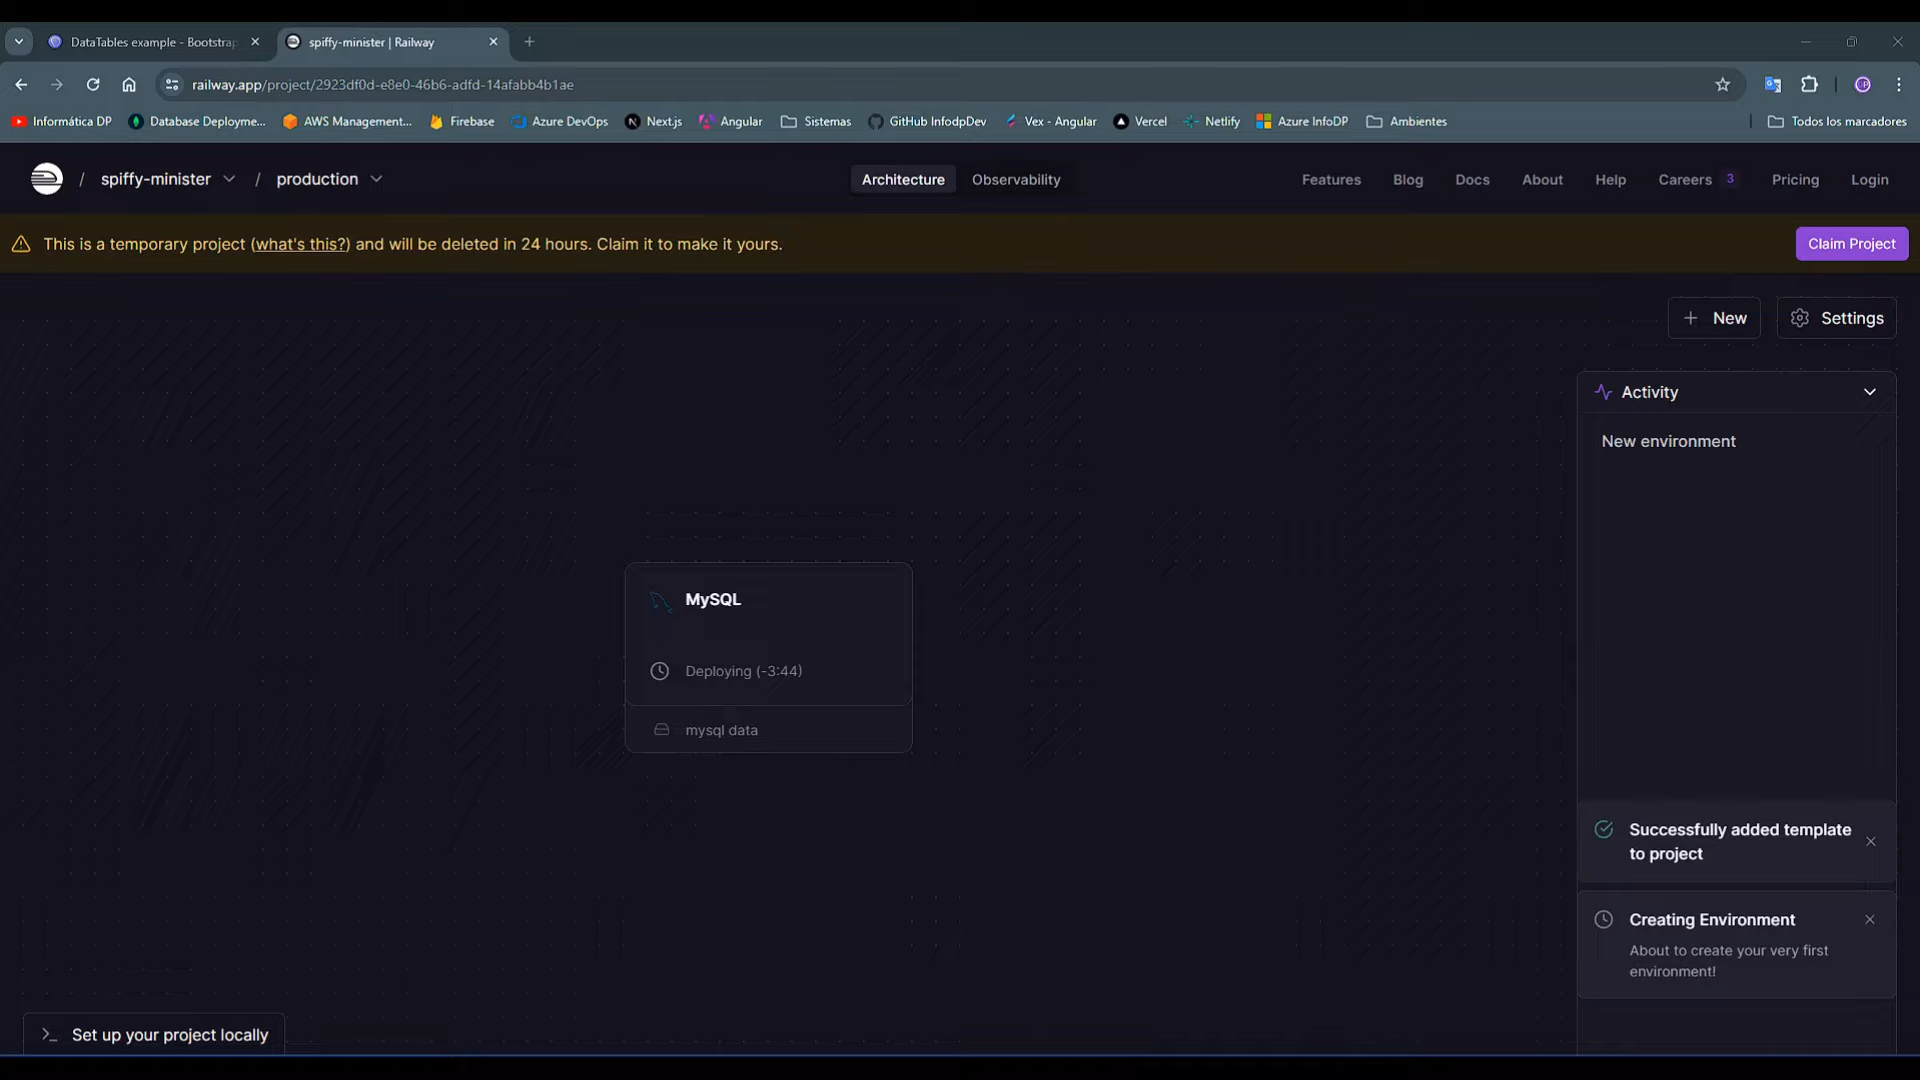 DataTables example - Bootstrap
spiffy-minister | Railway
railway.app/project/2923df0d-e8e0-46b6-adfd-14afabb4b1ae
Informática DP
Database Deployme...
AWS Management...
Firebase
Azure DevOps
Next.js
Angular
Sistemas
GitHub InfodpDev
Vex - Angular
Vercel
Netlify
Azure InfoDP
Ambientes
Todos los marcadores
/ spiffy-minister / production
Architecture
Observability
Features
Blog
Docs
About
Help
Careers 3
Pricing
Login
This is a temporary project (what's this?) and will be deleted in 24 hours. Claim it to make it yours.
Claim Project
+ New
Settings
Activity
New environment
MySQL
Deploying (-3:44)
mysql data
Successfully added template
to project
Creating Environment
About to create your very first
environment!
Set up your project locally